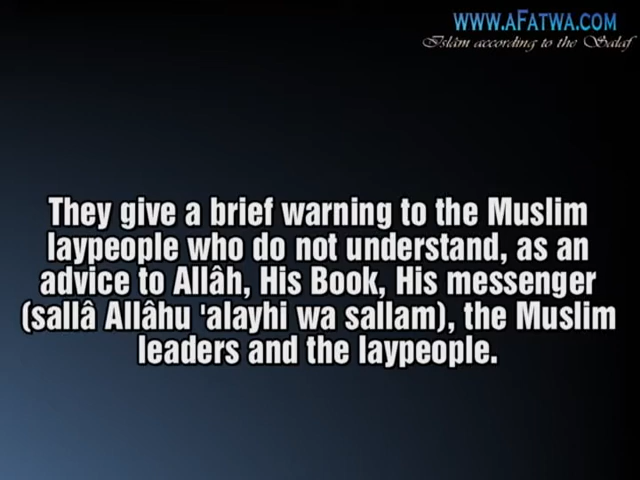 WWW.AFATWA.COM
Islâm according to the Salaf
They give a brief warning to the Muslim
laypeople who do not understand, as an
advice to Allâh, His Book, His messenger
(sallâ Allâhu 'alayhi wa sallam), the Muslim
leaders and the laypeople.